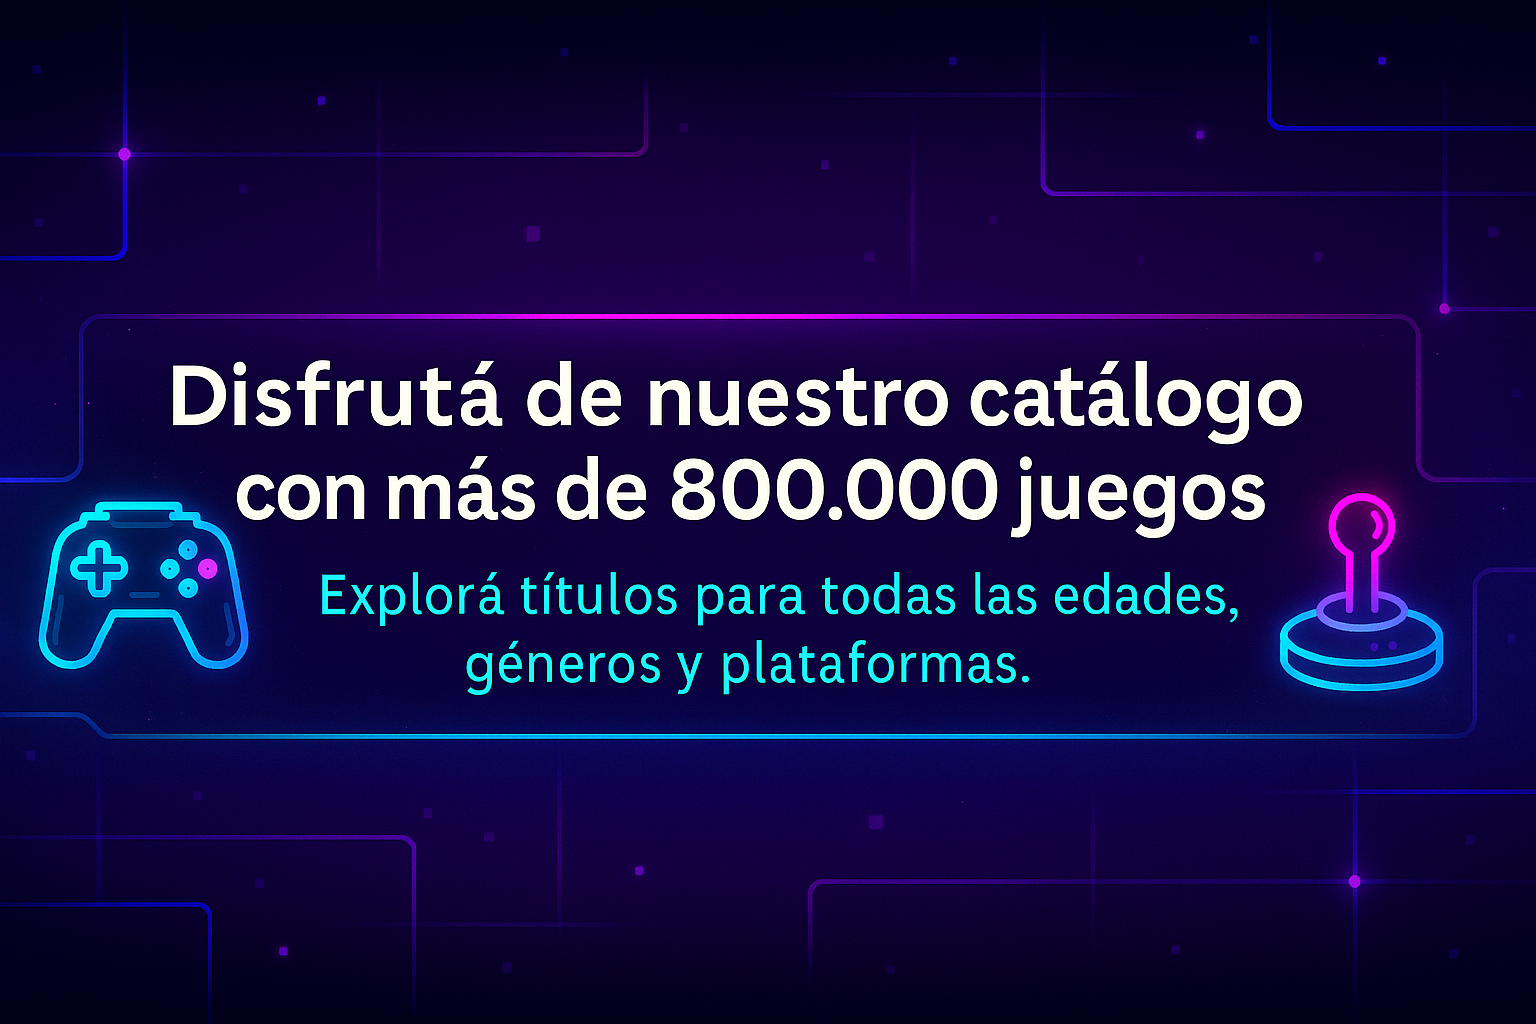 Disfrutá de nuestro catálogo
con más de 800.000 juegos
Explorá títulos para todas las edades,
géneros y plataformas.